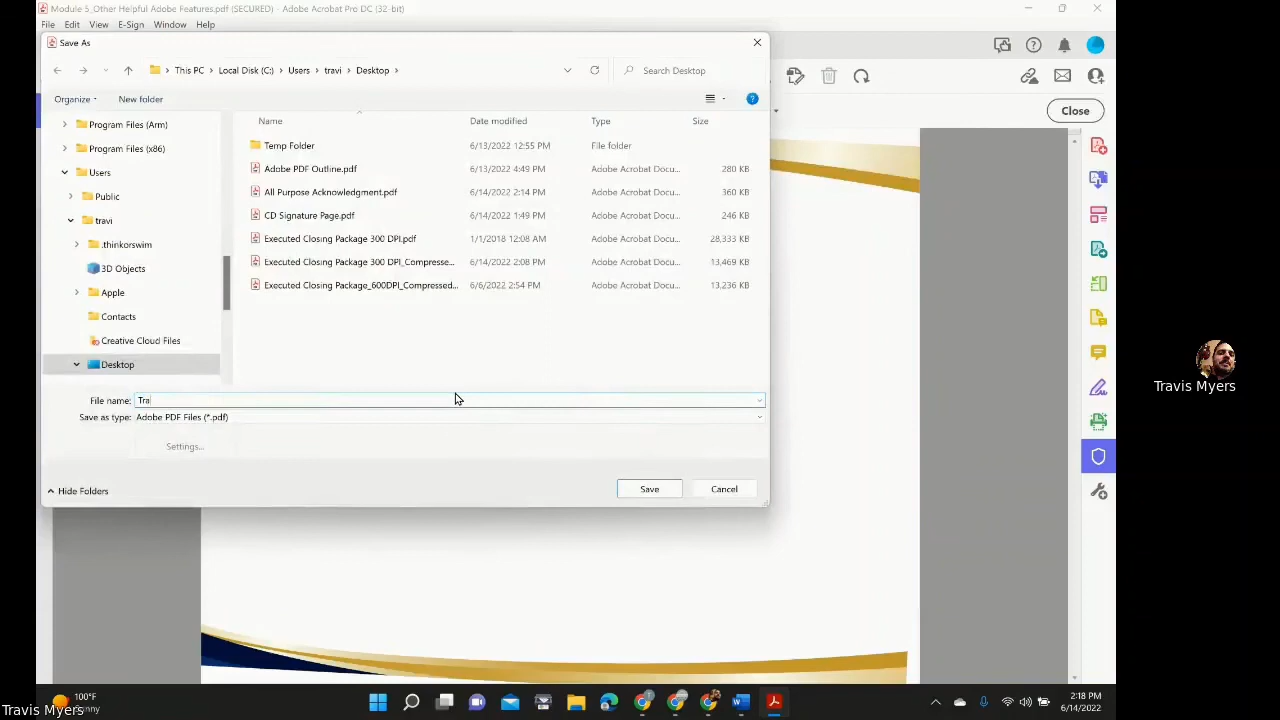 Module 5_Other Helpful Adobe Features.pdf (SECURED) - Adobe Acrobat Pro DC (32-bit)
File Edit View E-Sign Window Help
Save As
This PC > Local Disk (C:) > Users > travi > Desktop >
Search Desktop
Organize
New folder
Close
Name
Date modified
Type
Size
Program Files (Arm)
Program Files (x86)
Users
Public
travi
.thinkorswim
3D Objects
Apple
Contacts
Creative Cloud Files
Desktop
Temp Folder 6/13/2022 12:55 PM File folder
Adobe PDF Outline.pdf 6/13/2022 4:49 PM Adobe Acrobat Docu... 280 KB
All Purpose Acknowledgment.pdf 6/14/2022 2:14 PM Adobe Acrobat Docu... 360 KB
CD Signature Page.pdf 6/14/2022 1:49 PM Adobe Acrobat Docu... 246 KB
Executed Closing Package 300 DPI.pdf 1/1/2018 12:08 AM Adobe Acrobat Docu... 28,333 KB
Executed Closing Package 300 DPI_Compresse... 6/14/2022 2:08 PM Adobe Acrobat Docu... 13,469 KB
Executed Closing Package_600DPI_Compressed... 6/6/2022 2:54 PM Adobe Acrobat Docu... 13,236 KB
File name: Tra
Save as type: Adobe PDF Files (*.pdf)
Settings...
Hide Folders
Save
Cancel
Travis Myers
100°F
Sunny
2:18 PM
6/14/2022
Travis Myers